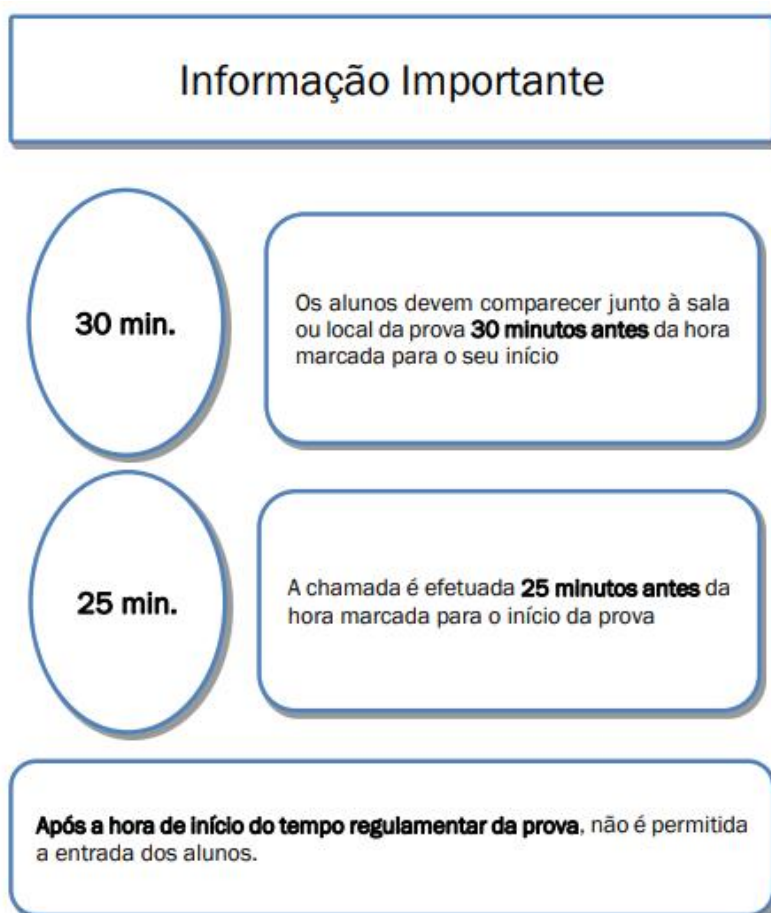 Informação Importante
30 min.
Os alunos devem comparecer junto à sala
ou local da prova 30 minutos antes da hora
marcada para o seu início
25 min.
A chamada é efetuada 25 minutos antes da
hora marcada para o início da prova
Após a hora de início do tempo regulamentar da prova, não é permitida
a entrada dos alunos.